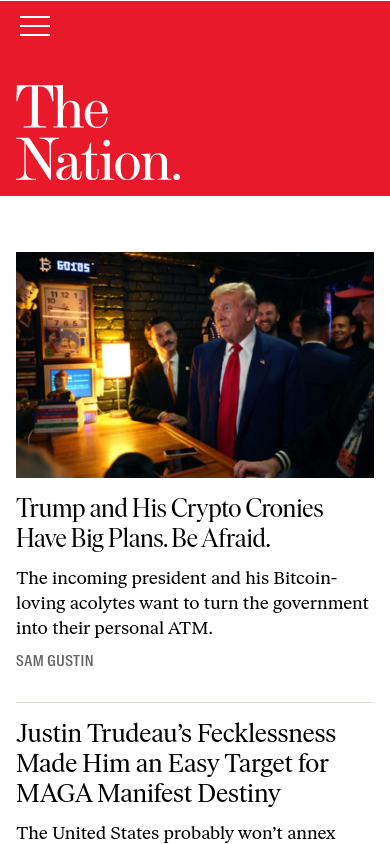 The
Nation.
Trump and His Crypto Cronies
Have Big Plans. Be Afraid.
The incoming president and his Bitcoin-
loving acolytes want to turn the government
into their personal ATM.
SAM GUSTIN
Justin Trudeau’s Fecklessness
Made Him an Easy Target for
MAGA Manifest Destiny
The United States probably won’t annex